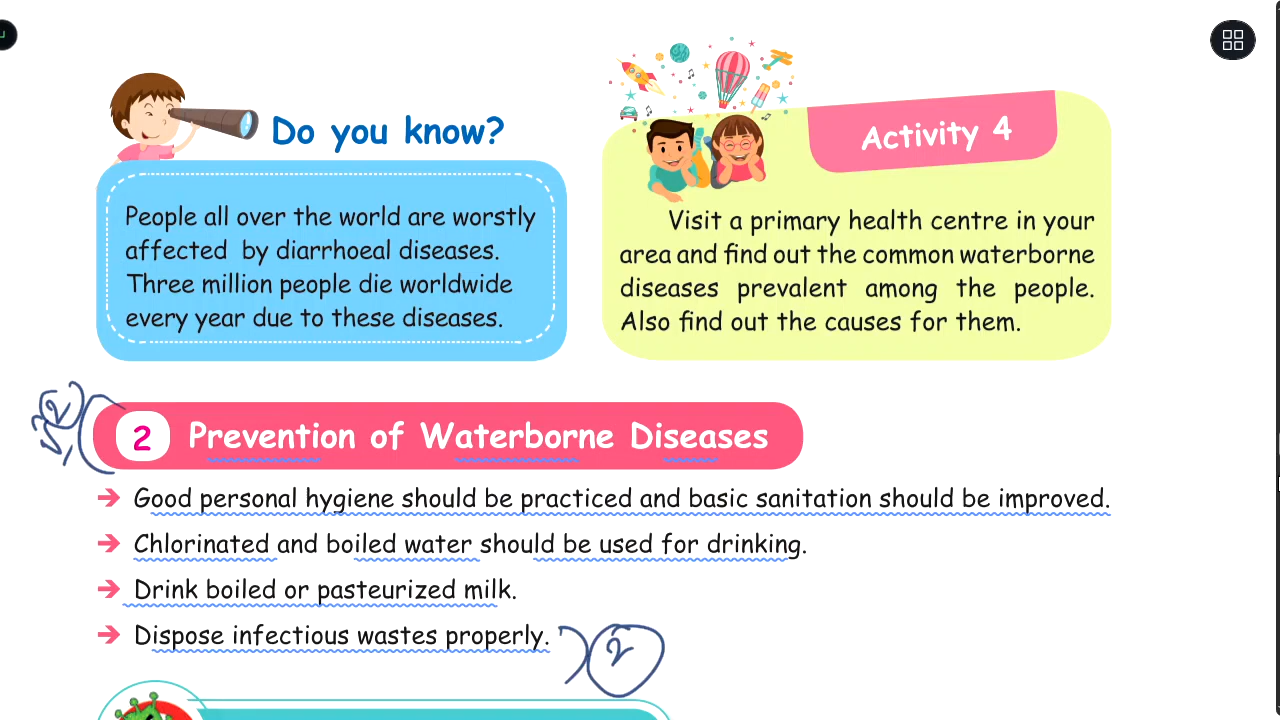 Do you know?
People all over the world are worstly
affected by diarrhoeal diseases.
Three million people die worldwide
every year due to these diseases.
Activity 4
Visit a primary health centre in your
area and find out the common waterborne
diseases prevalent among the people.
Also find out the causes for them.
2 Prevention of Waterborne Diseases
➔ Good personal hygiene should be practiced and basic sanitation should be improved.
➔ Chlorinated and boiled water should be used for drinking.
➔ Drink boiled or pasteurized milk.
➔ Dispose infectious wastes properly.
2